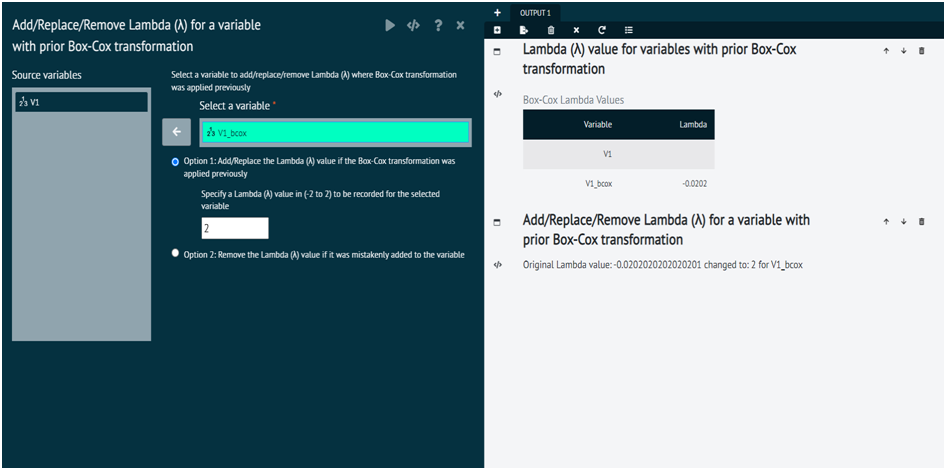 Add/Replace/Remove Lambda (λ) for a variable
with prior Box-Cox transformation
Source variables
V1
Select a variable to add/replace/remove Lambda (λ) where Box-Cox transformation
was applied previously
Select a variable *
V1_bcox
Option 1: Add/Replace the Lambda (λ) value if the Box-Cox transformation was
applied previously
Specify a Lambda (λ) value in (-2 to 2) to be recorded for the selected
variable
2
Option 2: Remove the Lambda (λ) value if it was mistakenly added to the variable
OUTPUT 1
Lambda (λ) value for variables with prior Box-Cox
transformation
Box-Cox Lambda Values
Variable Lambda
V1
V1_bcox -0.0202
Add/Replace/Remove Lambda (λ) for a variable with
prior Box-Cox transformation
Original Lambda value: -0.0202020202020201 changed to: 2 for V1_bcox